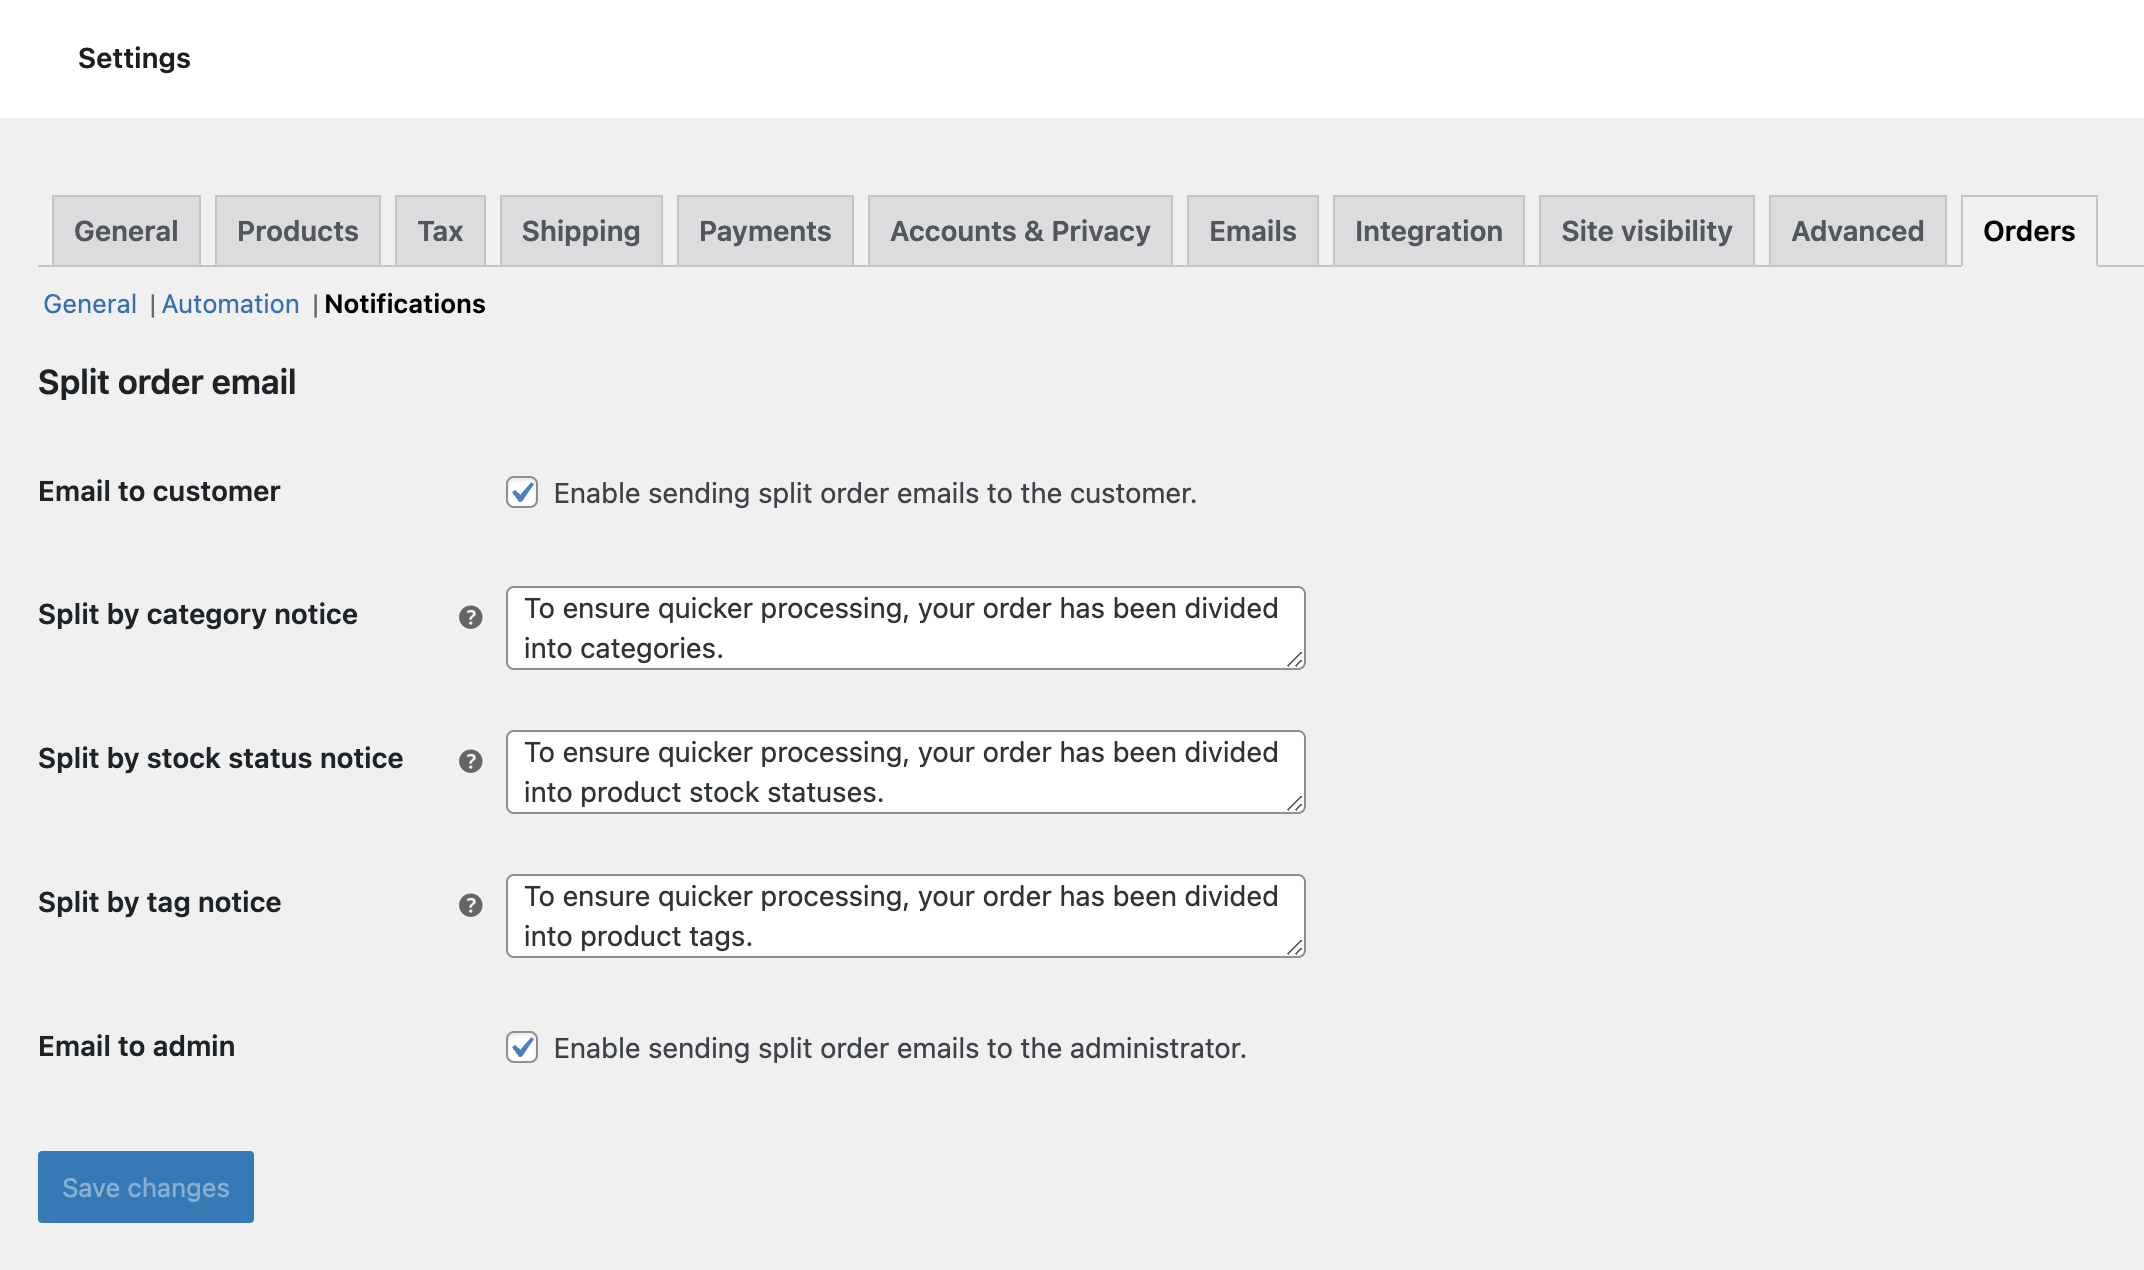 Settings
General Products Tax Shipping Payments Accounts & Privacy Emails Integration Site visibility Advanced Orders
General | Automation | Notifications
Split order email
Email to customer
Enable sending split order emails to the customer.
Split by category notice ?
To ensure quicker processing, your order has been divided
into categories.
Split by stock status notice ?
To ensure quicker processing, your order has been divided
into product stock statuses.
Split by tag notice ?
To ensure quicker processing, your order has been divided
into product tags.
Email to admin
Enable sending split order emails to the administrator.
Save changes